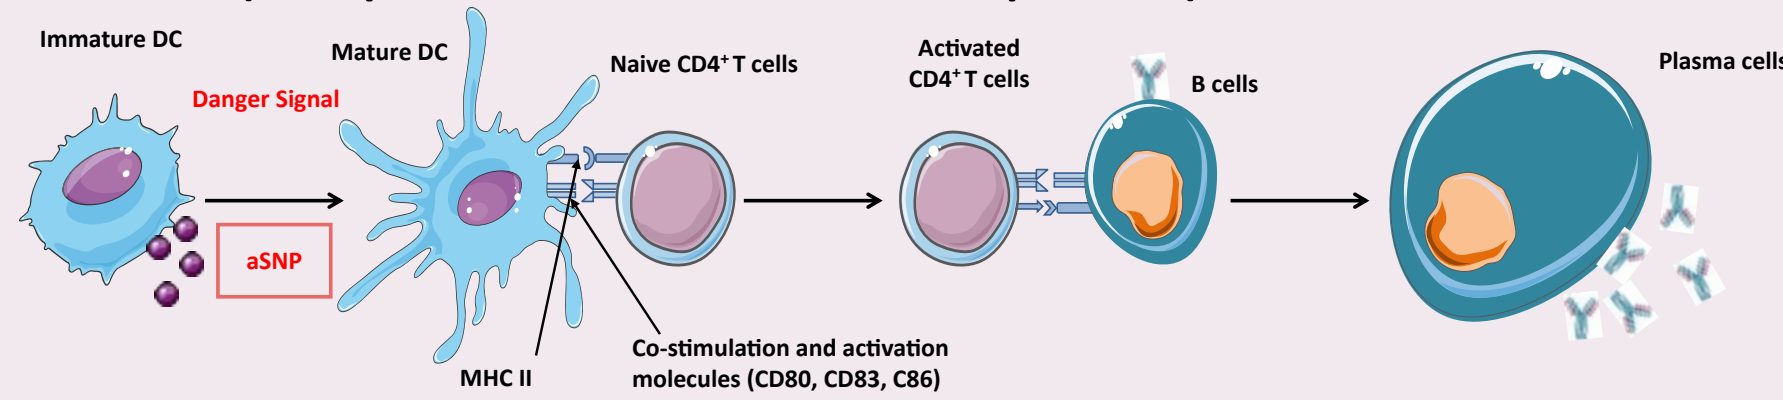 Immature DC
Danger Signal
aSNP
Mature DC
MHC II
Co-stimulation and activation
molecules (CD80, CD83, C86)
Naive CD4⁺ T cells
Activated
CD4⁺ T cells
B cells
Plasma cells